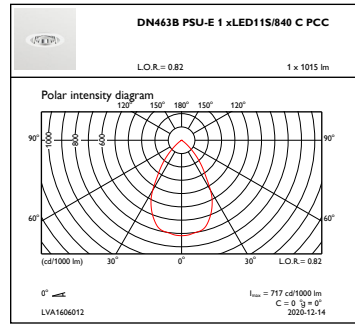 DN463B PSU-E 1 xLED11S/840 C PCC
L.O.R.= 0.82 1 x 1015 lm
Polar intensity diagram
120° 150° 180° 150° 120°
1000 800 600
90° 90°
60° 60°
(cd/1000 lm) 30° 0° 30° L.O.R.= 0.82
0° Imax = 717 cd/1000 lm
C = 0 °g = 0°
LVA1606012 2020-12-14